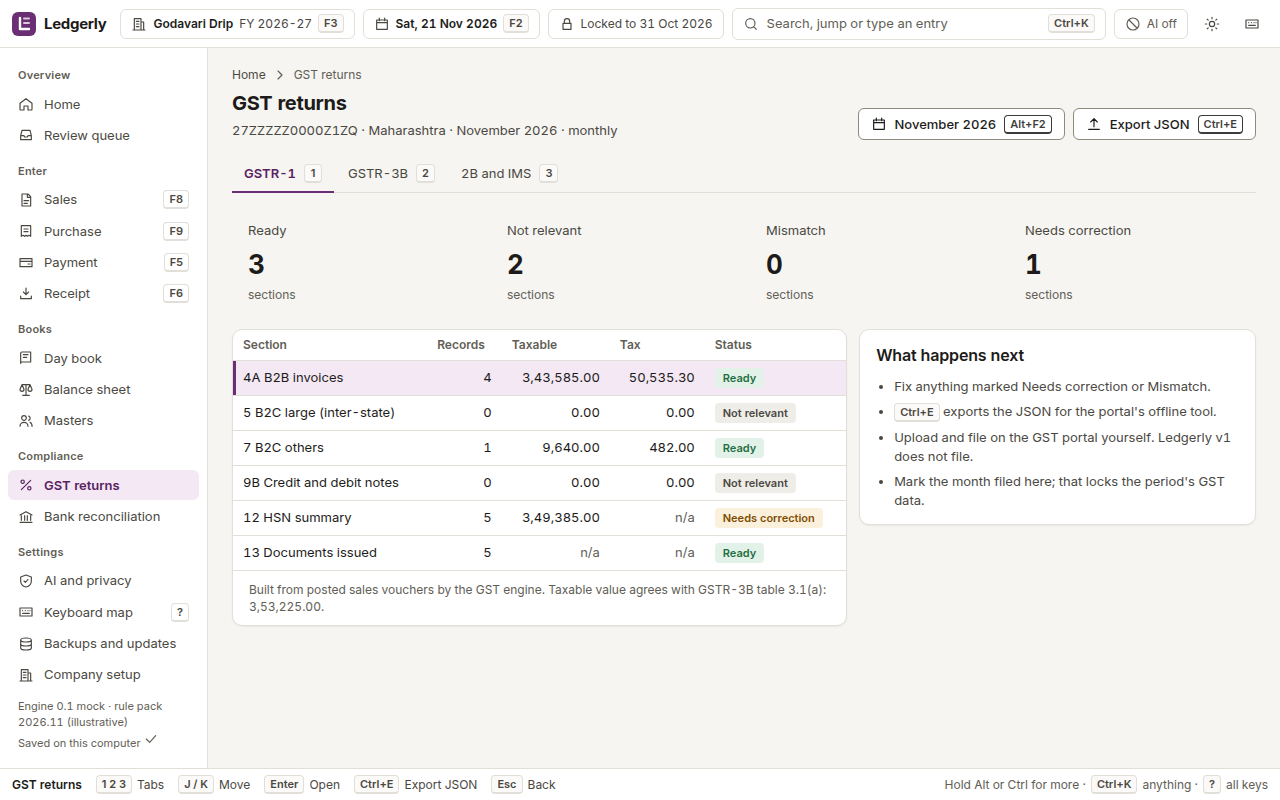 Ledgerly
Godavari Drip FY 2026-27 F3
Sat, 21 Nov 2026 F2
Locked to 31 Oct 2026
Search, jump or type an entry Ctrl+K
AI off
Overview
Home
Review queue
Enter
Sales F8
Purchase F9
Payment F5
Receipt F6
Books
Day book
Balance sheet
Masters
Compliance
GST returns
Bank reconciliation
Settings
AI and privacy
Keyboard map ?
Backups and updates
Company setup
Engine 0.1 mock · rule pack
2026.11 (illustrative)
Saved on this computer
Home > GST returns
GST returns
27ZZZZZ0000Z1ZQ · Maharashtra · November 2026 · monthly
November 2026 Alt+F2
Export JSON Ctrl+E
GSTR-1 1
GSTR-3B 2
2B and IMS 3
Ready
3
sections
Not relevant
2
sections
Mismatch
0
sections
Needs correction
1
sections
Section Records Taxable Tax Status
4A B2B invoices 4 3,43,585.00 50,535.30 Ready
5 B2C large (inter-state) 0 0.00 0.00 Not relevant
7 B2C others 1 9,640.00 482.00 Ready
9B Credit and debit notes 0 0.00 0.00 Not relevant
12 HSN summary 5 3,49,385.00 n/a Needs correction
13 Documents issued 5 n/a n/a Ready
Built from posted sales vouchers by the GST engine. Taxable value agrees with GSTR-3B table 3.1(a):
3,53,225.00.
What happens next
• Fix anything marked Needs correction or Mismatch.
• Ctrl+E exports the JSON for the portal's offline tool.
• Upload and file on the GST portal yourself. Ledgerly v1
does not file.
• Mark the month filed here; that locks the period's GST
data.
GST returns 1 2 3 Tabs J / K Move Enter Open Ctrl+E Export JSON Esc Back
Hold Alt or Ctrl for more · Ctrl+K anything · ? all keys